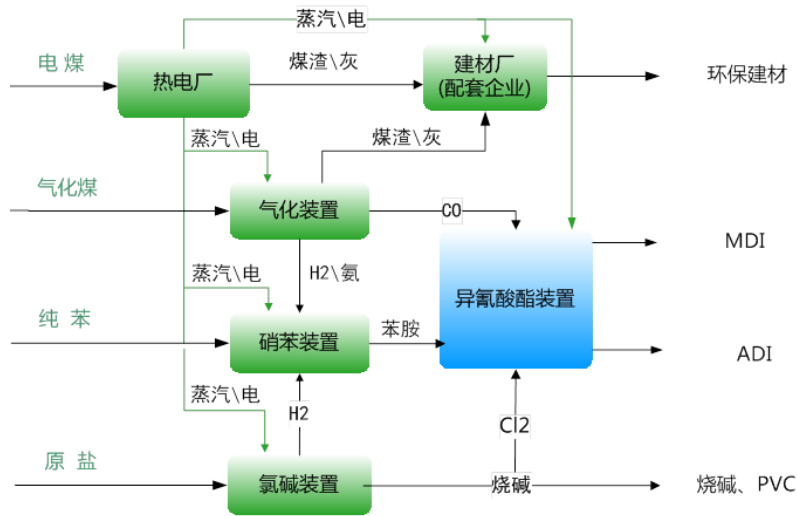 蒸汽\电
电 煤
热电厂
煤渣\灰
建材厂
(配套企业)
环保建材
蒸汽\电
煤渣\灰
气化煤
气化装置
CO
MDI
蒸汽\电
H2\氨
异氰酸酯装置
纯 苯
硝苯装置
苯胺
ADI
蒸汽\电
H2
Cl2
原 盐
氯碱装置
烧碱
烧碱、PVC